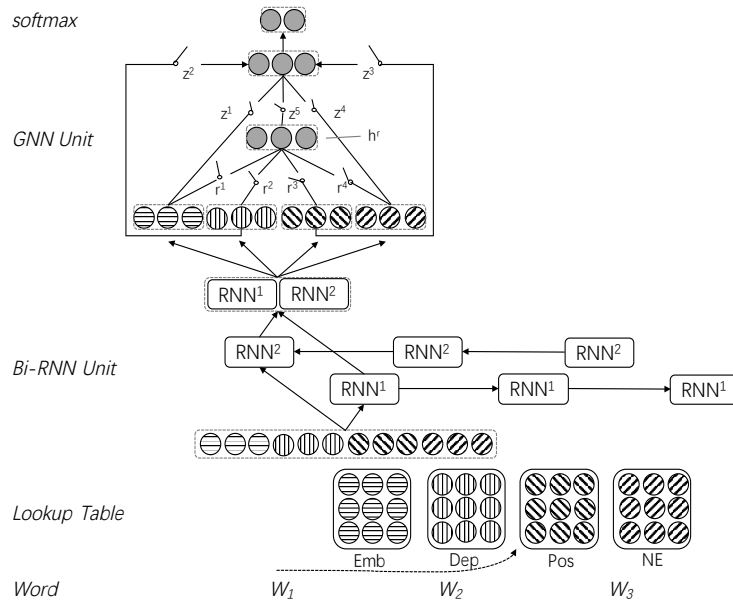 softmax
z² z³
z¹ z⁵ z⁴
GNN Unit
hʳ
r¹ r² r³ r⁴
RNN¹ RNN²
RNN² RNN² RNN²
Bi-RNN Unit
RNN¹ RNN¹ RNN¹
Lookup Table
Emb Dep Pos NE
Word W₁ W₂ W₃